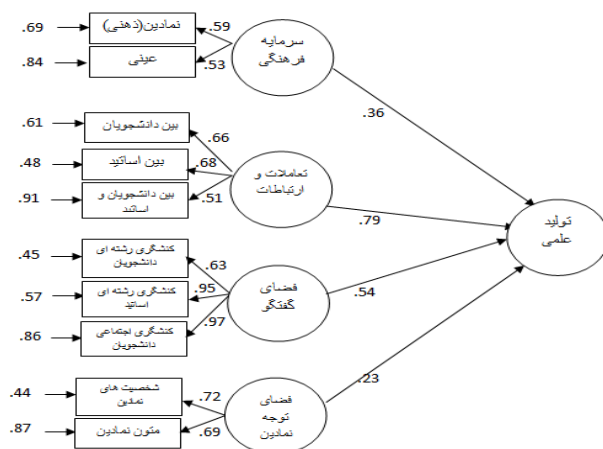 .69
نمادین(ذهنی)
.59
سرمایه
فرهنگی
.84
عینی
.53
.36
.61
بین دانشجویان
.66
.48
بین اساتید
.68
تعاملات و
ارتباطات
.91
بین دانشجویان و
اساتید
.51
.79
تولید
علمی
.45
کنشگری رشته ای
دانشجویان
.63
.57
کنشگری رشته ای
اساتید
.95
فضای
گفتگو
.54
.86
کنشگری اجتماعی
دانشجویان
.97
.23
.44
شخصیت های
نمادین
.72
فضای
توجه
نمادین
.87
متون نمادین
.69